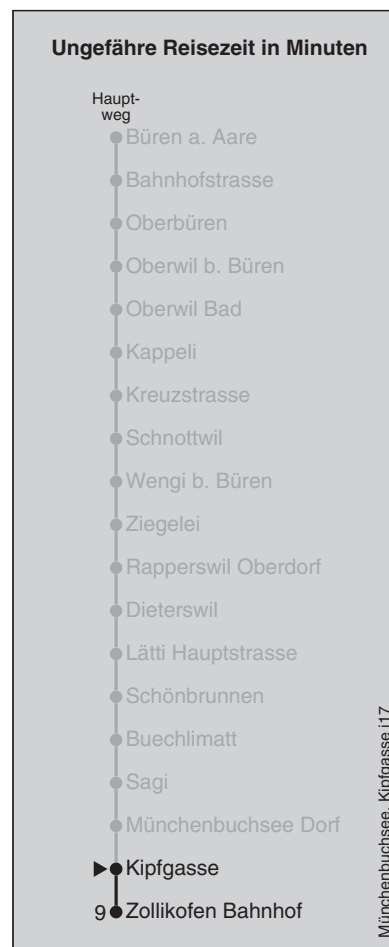 Ungefähre Reisezeit in Minuten
Haupt-
weg
Büren a. Aare
Bahnhofstrasse
Oberbüren
Oberwil b. Büren
Oberwil Bad
Kappeli
Kreuzstrasse
Schnottwil
Wengi b. Büren
Ziegelei
Rapperswil Oberdorf
Dieterswil
Lätti Hauptstrasse
Schönbrunnen
Buechlimatt
Sagi
Münchenbuchsee Dorf
Kipfgasse
9 Zollikofen Bahnhof
Münchenbuchsee, Kipfgasse j17